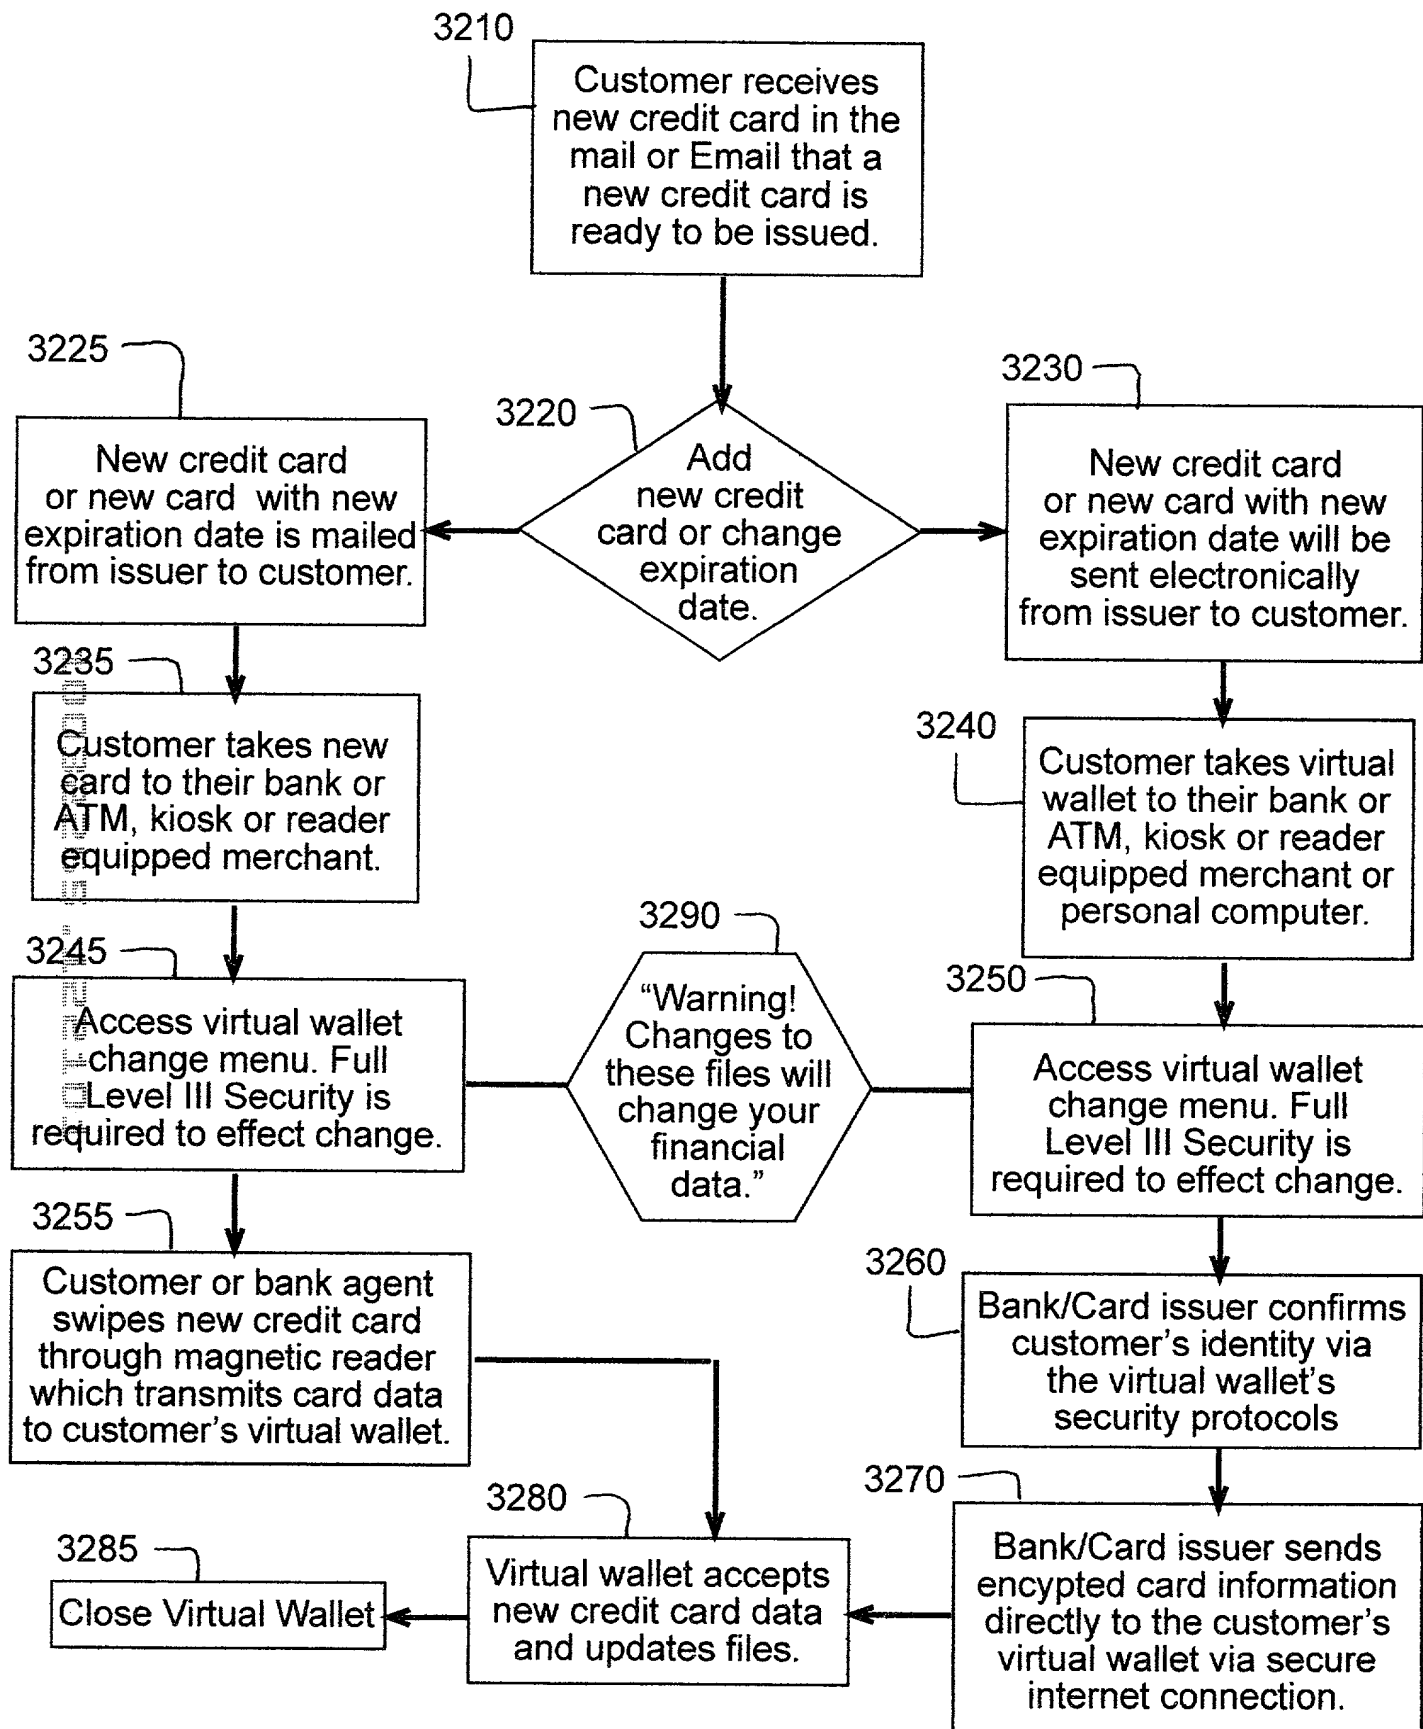 3210
Customer receives
new credit card in the
mail or Email that a
new credit card is
ready to be issued.
3225
New credit card
or new card with new
expiration date is mailed
from issuer to customer.
3220
Add
new credit
card or change
expiration
date.
3230
New credit card
or new card with new
expiration date will be
sent electronically
from issuer to customer.
3235
Customer takes new
card to their bank or
ATM, kiosk or reader
equipped merchant.
3240
Customer takes virtual
wallet to their bank or
ATM, kiosk or reader
equipped merchant or
personal computer.
3245
Access virtual wallet
change menu. Full
Level III Security is
required to effect change.
3290
“Warning!
Changes to
these files will
change your
financial
data.”
3250
Access virtual wallet
change menu. Full
Level III Security is
required to effect change.
3255
Customer or bank agent
swipes new credit card
through magnetic reader
which transmits card data
to customer’s virtual wallet.
3260
Bank/Card issuer confirms
customer’s identity via
the virtual wallet’s
security protocols
3270
Bank/Card issuer sends
encypted card information
directly to the customer’s
virtual wallet via secure
internet connection.
3280
Virtual wallet accepts
new credit card data
and updates files.
3285
Close Virtual Wallet